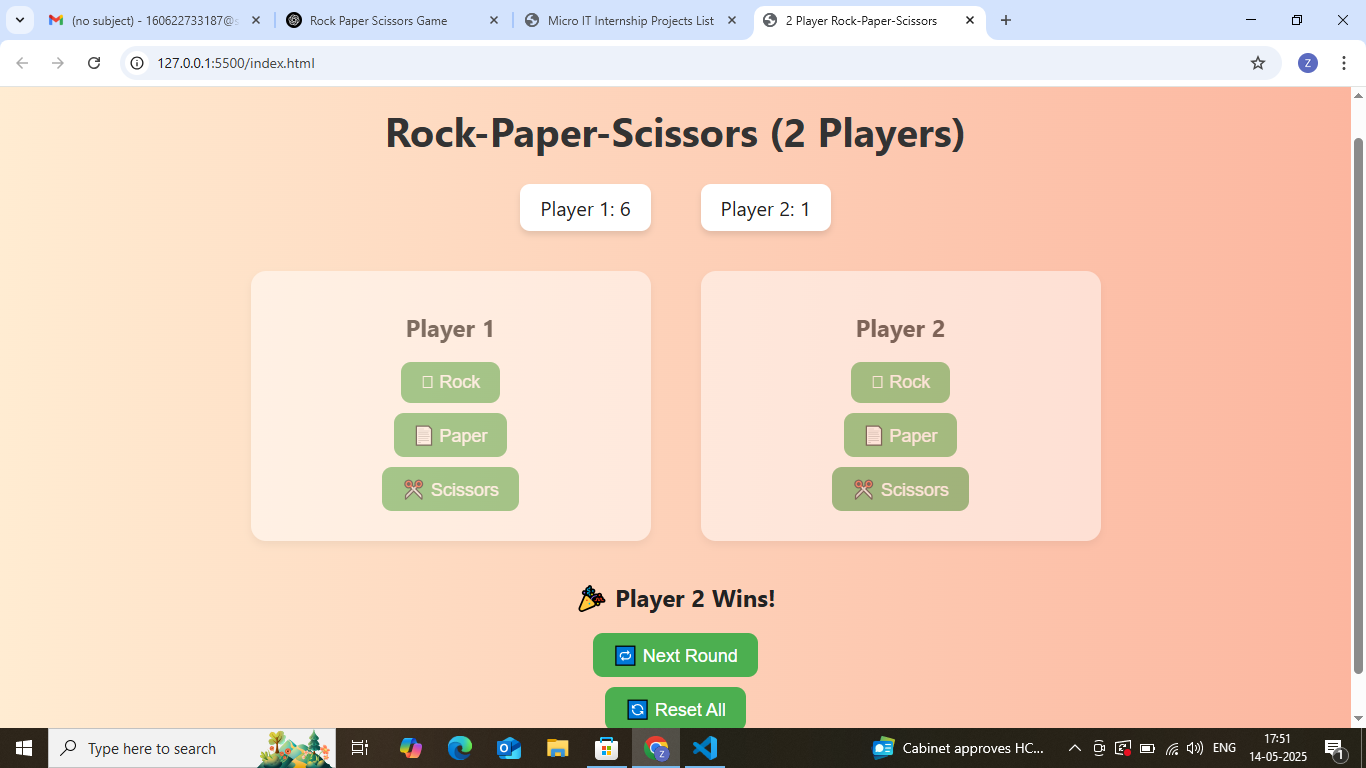 (no subject) - 160622733187@s
Rock Paper Scissors Game
Micro IT Internship Projects List
2 Player Rock-Paper-Scissors
127.0.0.1:5500/index.html
Z
Rock-Paper-Scissors (2 Players)
Player 1: 6
Player 2: 1
Player 1
Rock
Paper
Scissors
Player 2
Rock
Paper
Scissors
Player 2 Wins!
Next Round
Reset All
Type here to search
Z
Cabinet approves HC...
ENG
17:51
14-05-2025
1